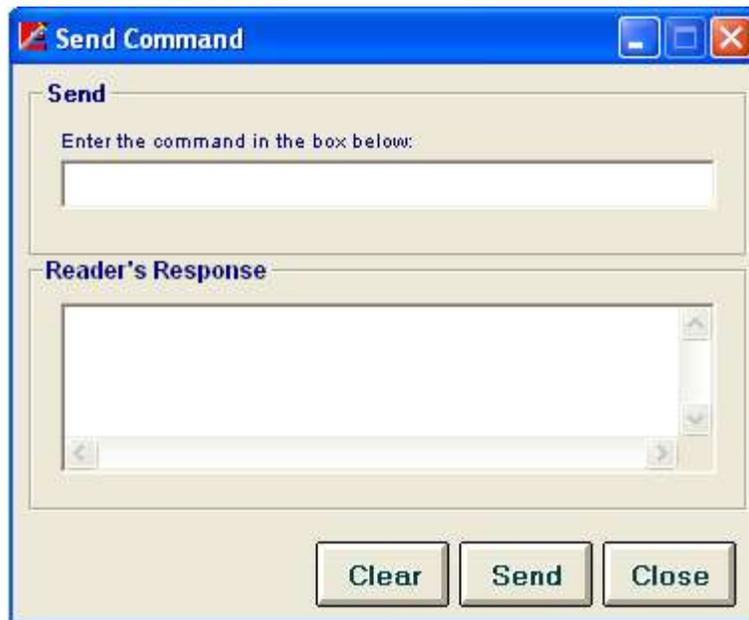 Send Command
Send
Enter the command in the box below:
Reader's Response
Clear Send Close